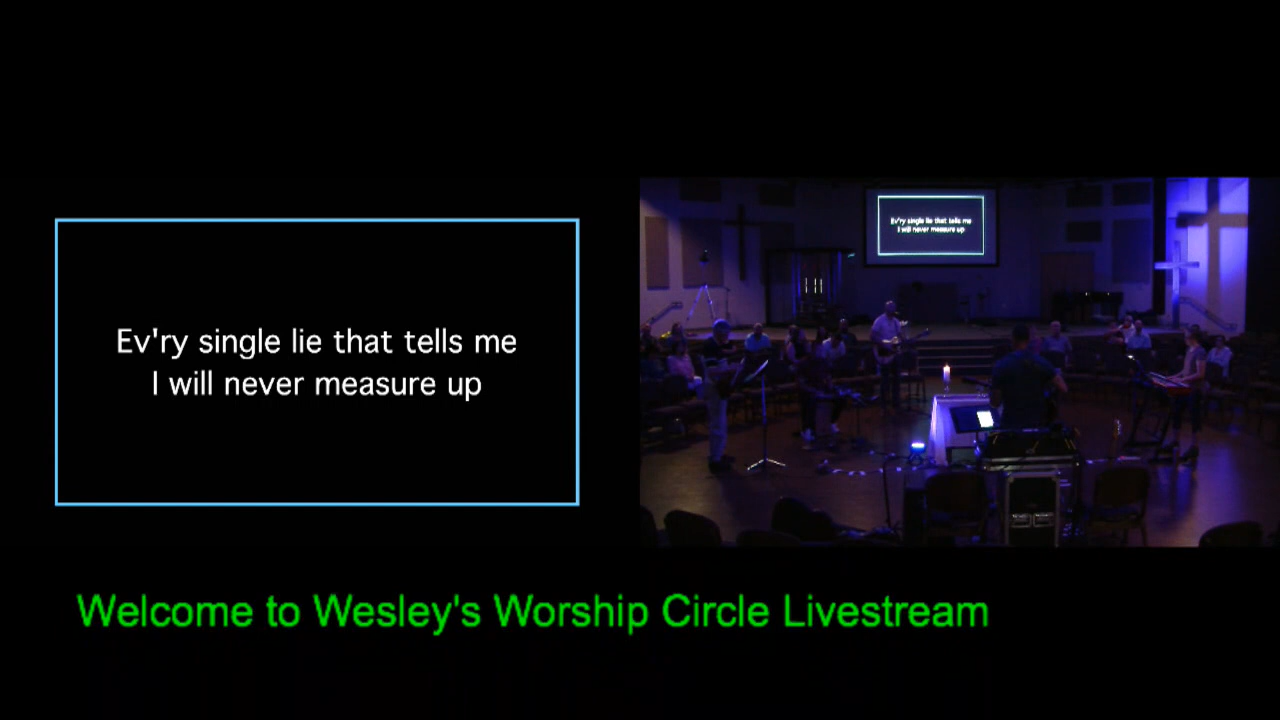 Ev'ry single lie that tells me
I will never measure up
Ev'ry single lie that tells me
I will never measure up
Welcome to Wesley's Worship Circle Livestream